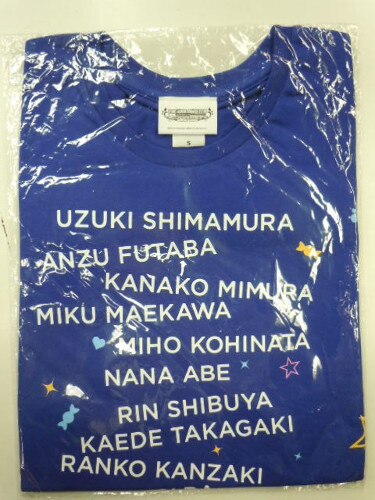 S
UZUKI SHIMAMURA
ANZU FUTABA
KANAKO MIMURA
MIKU MAEKAWA
MIHO KOHINATA
NANA ABE
RIN SHIBUYA
KAEDE TAKAGAKI
RANKO KANZAKI